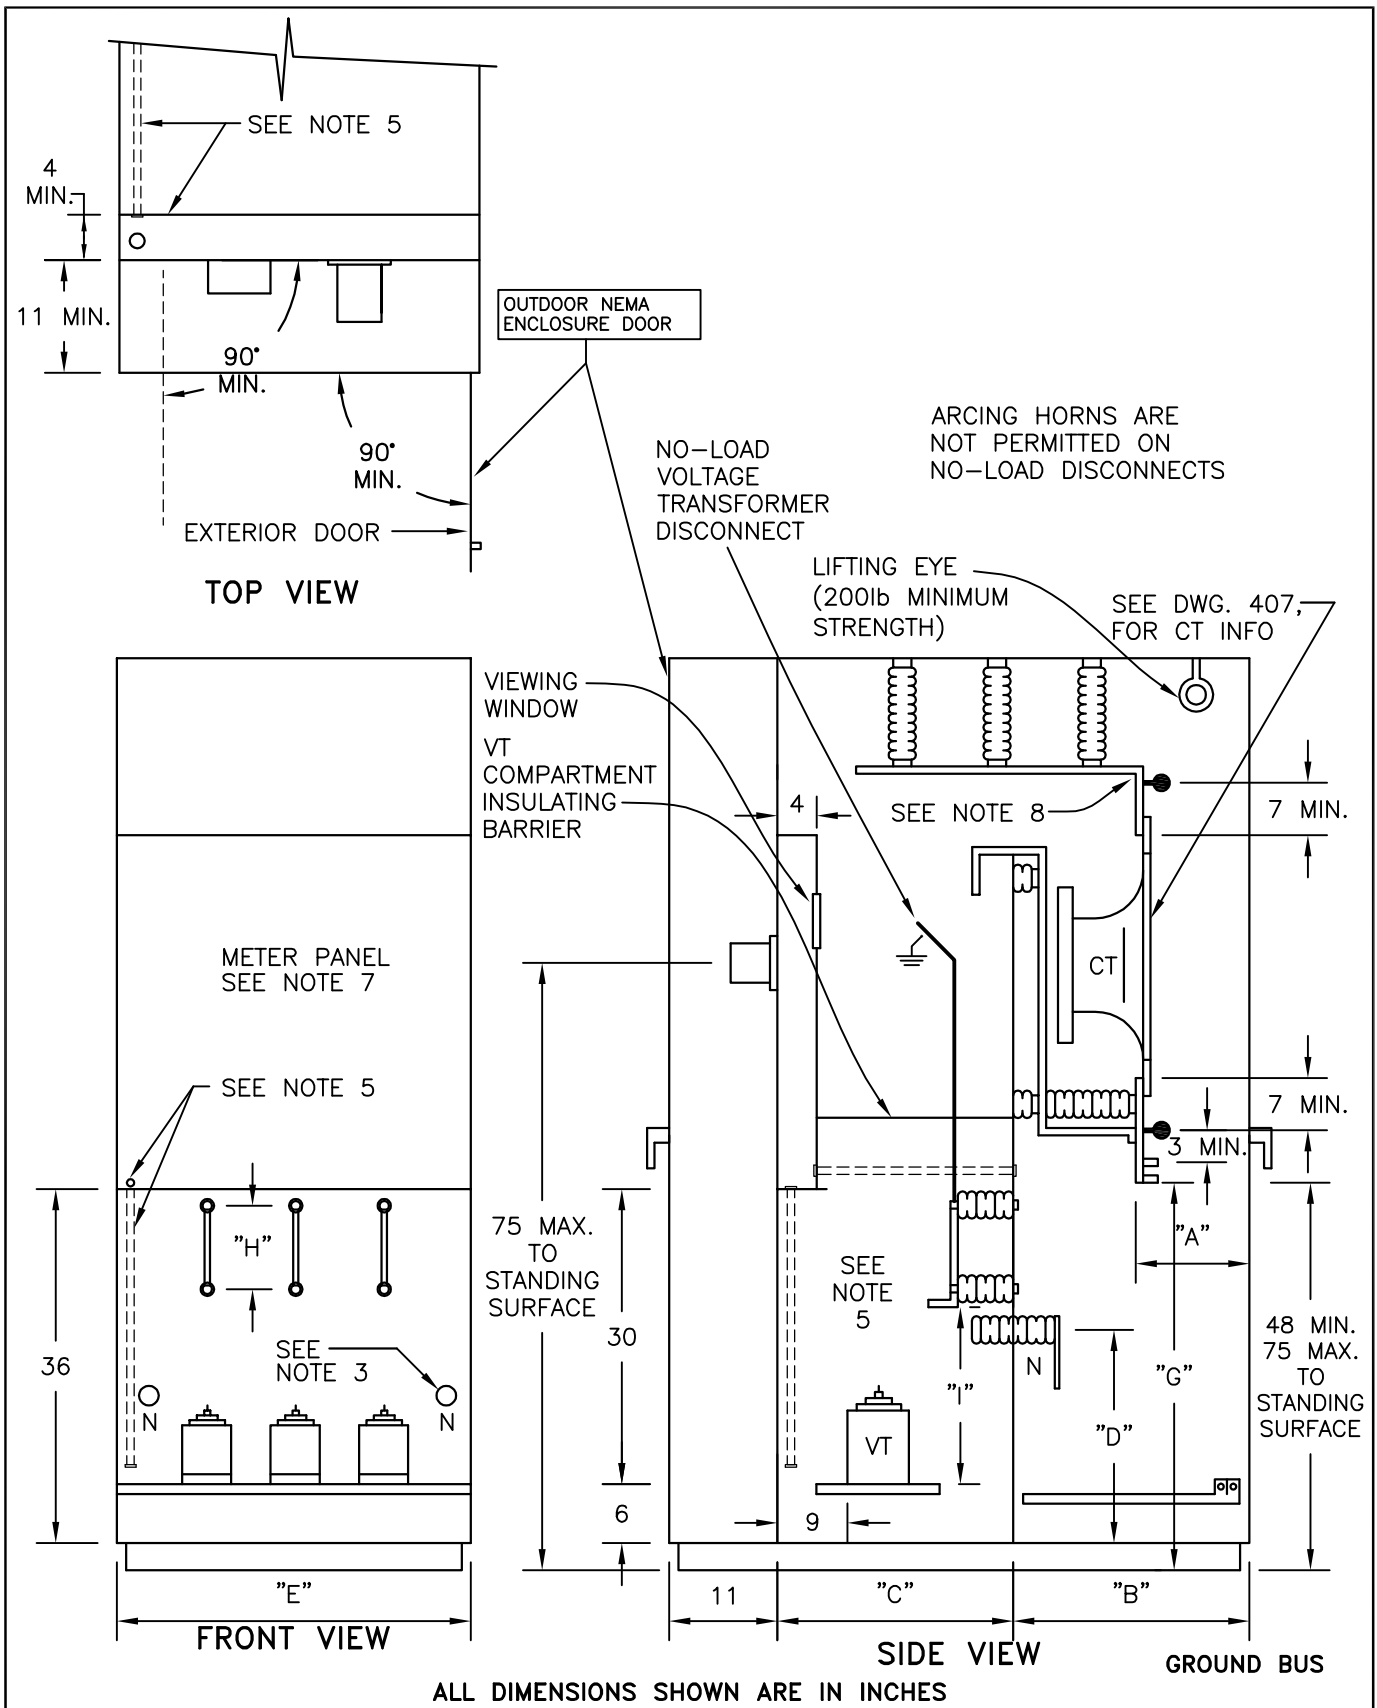 SEE NOTE 5
4
MIN.
11 MIN.
90°
MIN.
90°
MIN.
EXTERIOR DOOR
TOP VIEW
OUTDOOR NEMA
ENCLOSURE DOOR
NO-LOAD
VOLTAGE
TRANSFORMER
DISCONNECT
ARCING HORNS ARE
NOT PERMITTED ON
NO-LOAD DISCONNECTS
LIFTING EYE
(200lb MINIMUM
STRENGTH)
SEE DWG. 407,
FOR CT INFO
VIEWING
WINDOW
VT
COMPARTMENT
INSULATING
BARRIER
4
SEE NOTE 8
7 MIN.
METER PANEL
SEE NOTE 7
CT
SEE NOTE 5
7 MIN.
3 MIN.
"H"
75 MAX.
TO
STANDING
SURFACE
"A"
SEE
NOTE
5
36
SEE
NOTE 3
30
N
N
N
"I"
"G"
48 MIN.
75 MAX.
TO
STANDING
SURFACE
"D"
VT
6
9
"E"
11
"C"
"B"
FRONT VIEW
SIDE VIEW
GROUND BUS
ALL DIMENSIONS SHOWN ARE IN INCHES